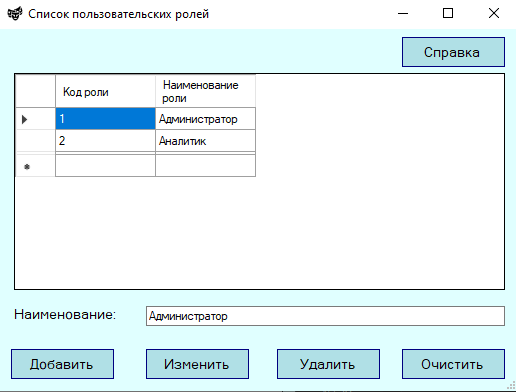 Список пользовательских ролей
Справка
Код роли
Наименование
роли
1
Администратор
2
Аналитик
Наименование:
Администратор
Добавить
Изменить
Удалить
Очистить